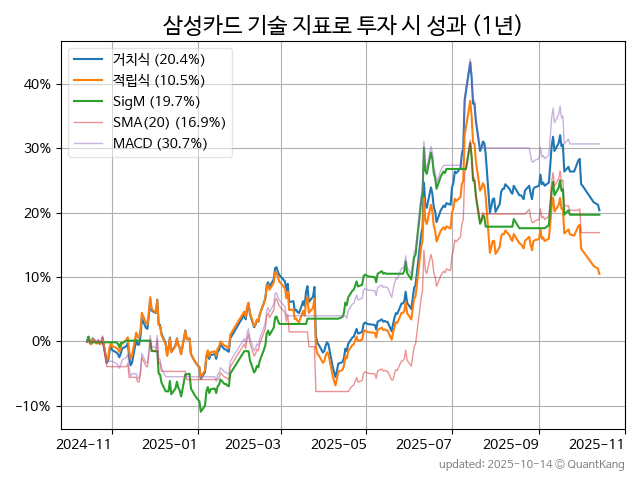 삼성카드 기술 지표로 투자 시 성과 (1년)
거치식 (20.4%)
적립식 (10.5%)
SigM (19.7%)
SMA(20) (16.9%)
MACD (30.7%)
40%
30%
20%
10%
0%
−10%
2024−11
2025−01
2025−03
2025−05
2025−07
2025−09
2025−11
updated: 2025-10-14 © QuantKang